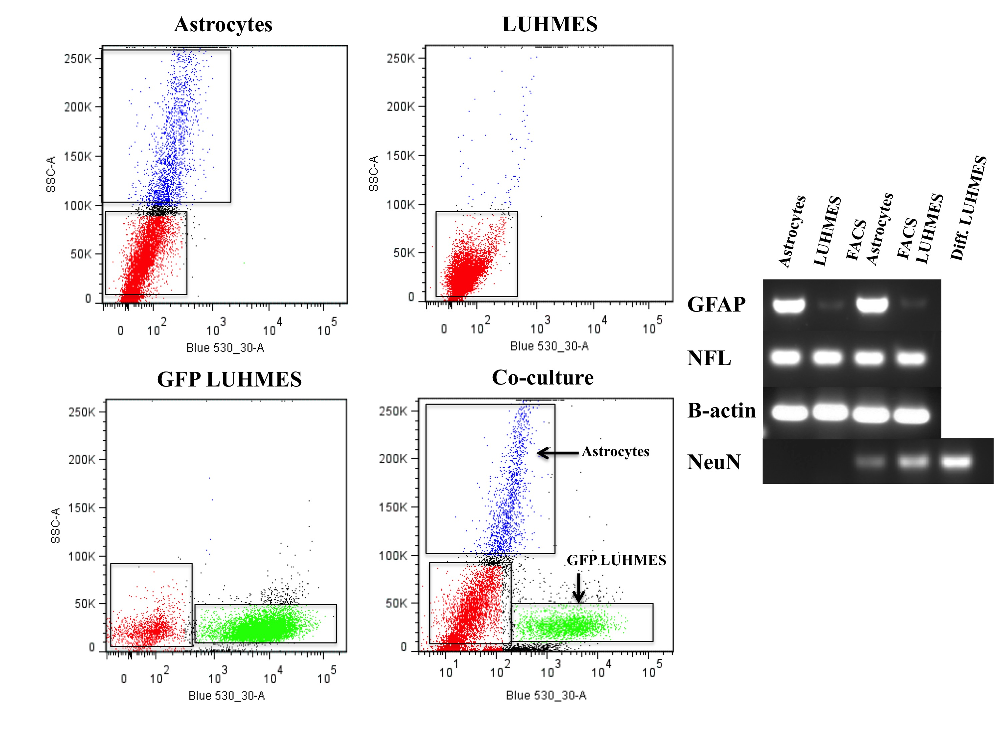 Astrocytes
250K
200K
150K
100K
50K
0
SSC-A
0 10^2 10^3 10^4 10^5
Blue 530_30-A
LUHMES
250K
200K
150K
100K
50K
0
SSC-A
0 10^2 10^3 10^4 10^5
Blue 530_30-A
GFP LUHMES
250K
200K
150K
100K
50K
0
SSC-A
0 10^2 10^3 10^4 10^5
Blue 530_30-A
Co-culture
250K
200K
150K
100K
50K
0
Astrocytes
GFP LUHMES
10^1 10^2 10^3 10^4 10^5
Blue 530_30-A
Astrocytes
LUHMES
FACS
Astrocytes
FACS
LUHMES
Diff. LUHMES
GFAP
NFL
B-actin
NeuN